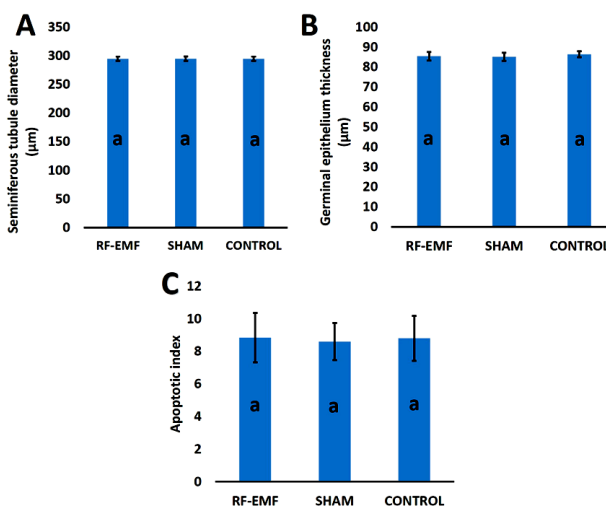 A
Seminiferous tubule diameter
(µm)
350
300
250
200
150
100
50
0
a
a
a
RF-EMF
SHAM
CONTROL
B
Germinal epithelium thickness
(µm)
100
90
80
70
60
50
40
30
20
10
0
a
a
a
RF-EMF
SHAM
CONTROL
C
Apoptotic index
12
10
8
6
4
2
0
a
a
a
RF-EMF
SHAM
CONTROL